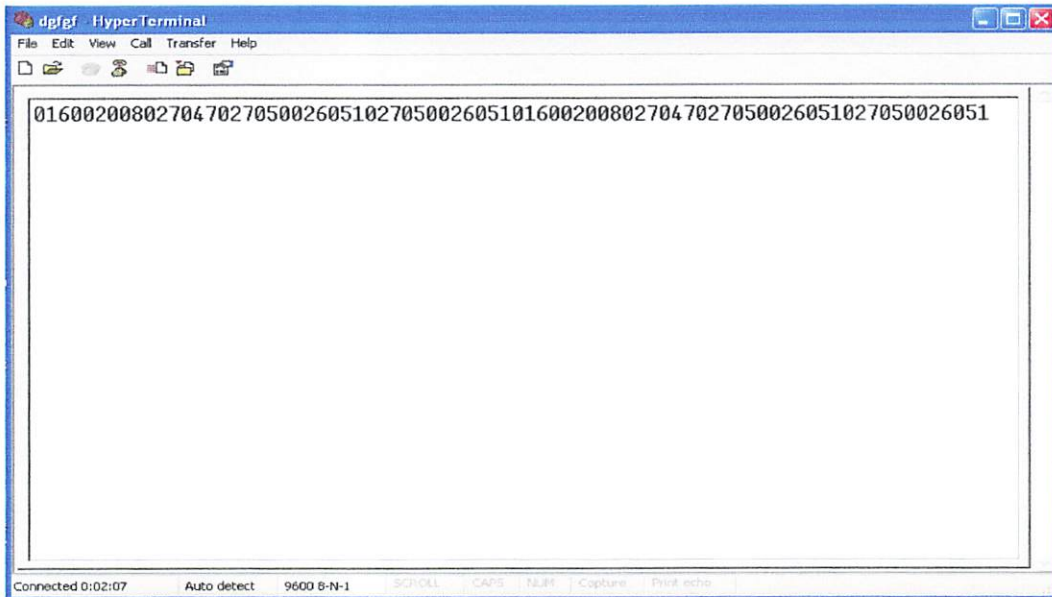 dgfgf - HyperTerminal
File Edit View Call Transfer Help
016002008027047027050026051027050026051016002008027047027050026051027050026051
Connected 0:02:07 Auto detect 9600 8-N-1 SCROLL CAPS NUM Capture Print echo